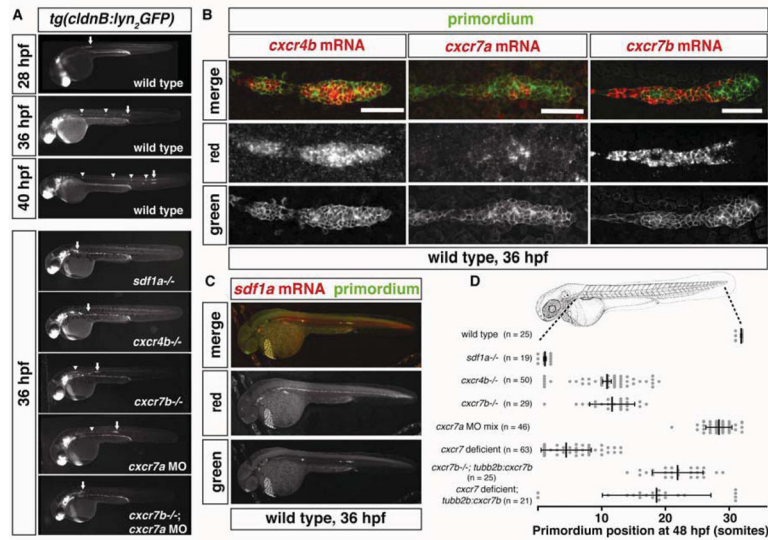 A
tg(cldnB:lyn2GFP)
28 hpf
wild type
36 hpf
wild type
40 hpf
wild type
36 hpf
sdf1a-/-
cxcr4b-/-
cxcr7b-/-
cxcr7a MO
cxcr7b-/-;
cxcr7a MO
B
primordium
cxcr4b mRNA
cxcr7a mRNA
cxcr7b mRNA
merge
red
green
wild type, 36 hpf
C
sdf1a mRNA primordium
merge
red
green
wild type, 36 hpf
D
wild type (n = 25)
sdf1a-/- (n = 19)
cxcr4b-/- (n = 50)
cxcr7b-/- (n = 29)
cxcr7a MO mix (n = 46)
cxcr7 deficient (n = 63)
cxcr7b-/-; tubb2b:cxcr7b
(n = 25)
cxcr7 deficient;
tubb2b:cxcr7b (n = 21)
10 20 30
Primordium position at 48 hpf (somites)